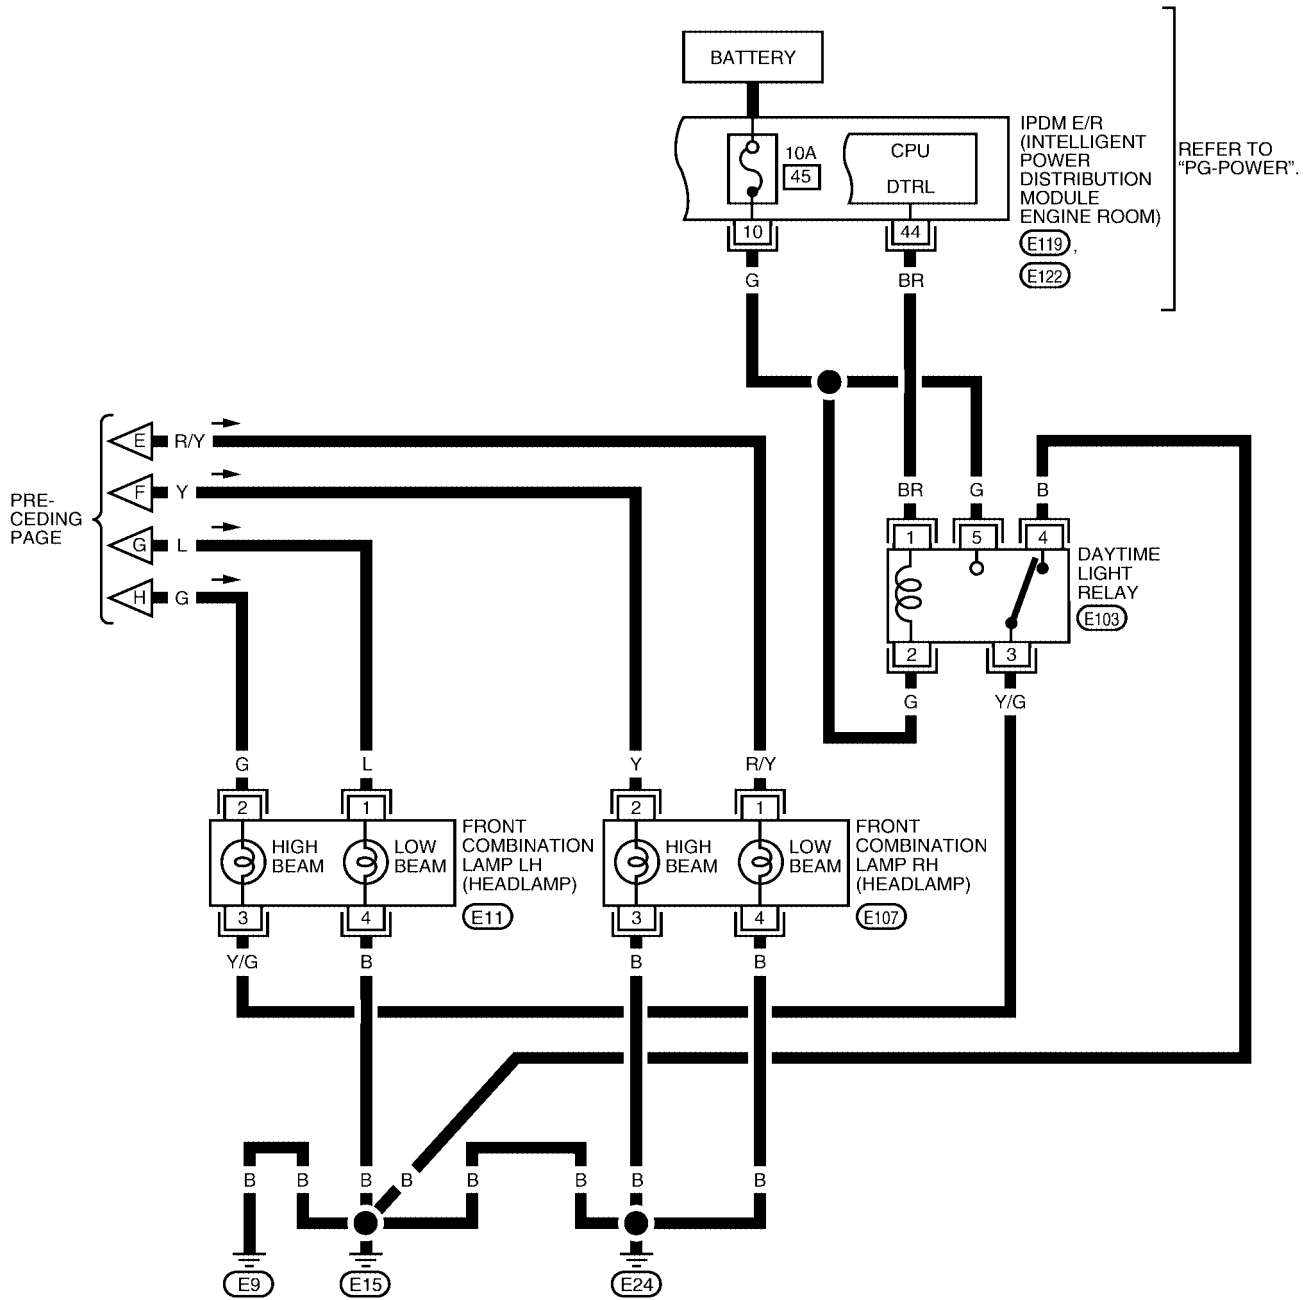 BATTERY
IPDM E/R
(INTELLIGENT
POWER
DISTRIBUTION
MODULE
ENGINE ROOM)
E119 ,
E122
REFER TO
"PG-POWER".
10A
45
CPU
DTRL
10
44
G
BR
PRE-
CEDING
PAGE
E
R/Y
F
Y
G
L
H
G
BR
G
B
1
5
4
DAYTIME
LIGHT
RELAY
E103
2
3
G
Y/G
G
L
Y
R/Y
2
1
2
1
HIGH
BEAM
LOW
BEAM
FRONT
COMBINATION
LAMP LH
(HEADLAMP)
E11
HIGH
BEAM
LOW
BEAM
FRONT
COMBINATION
LAMP RH
(HEADLAMP)
E107
3
4
3
4
Y/G
B
B
B
B
B
B
B
B
B
B
B
E9
E15
E24